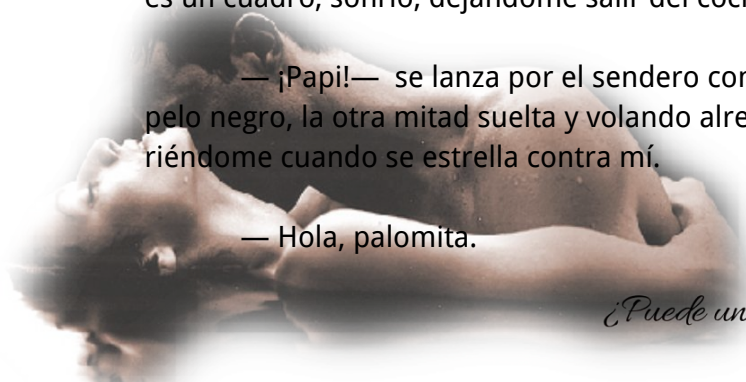 es un cuadro, sonrío, dejándome salir del
— ¡Papi!— se lanza por el sendero
pelo negro, la otra mitad suelta y volando
riéndome cuando se estrella contra mí.
— Hola, palomita.
¿Puede un